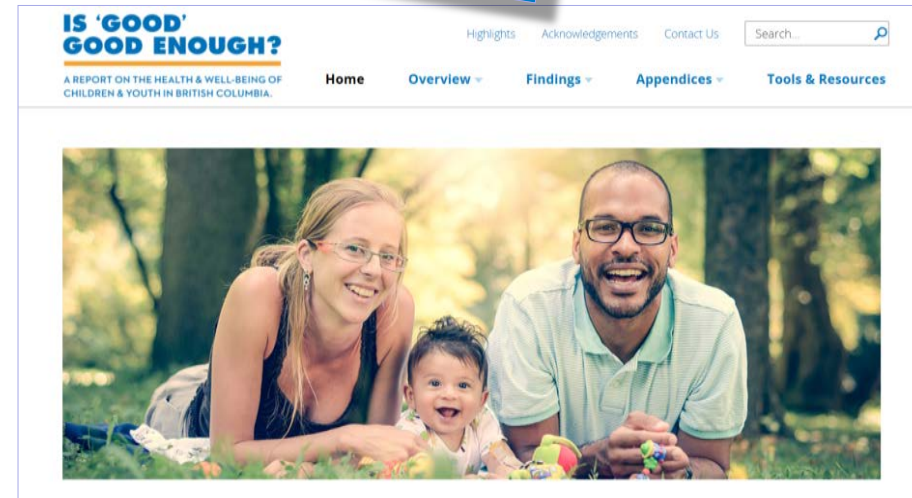 IS 'GOOD'
GOOD ENOUGH?
A REPORT ON THE HEALTH & WELL-BEING OF
CHILDREN & YOUTH IN BRITISH COLUMBIA.
Highlights Acknowledgements Contact Us Search...
Home Overview Findings Appendices Tools & Resources